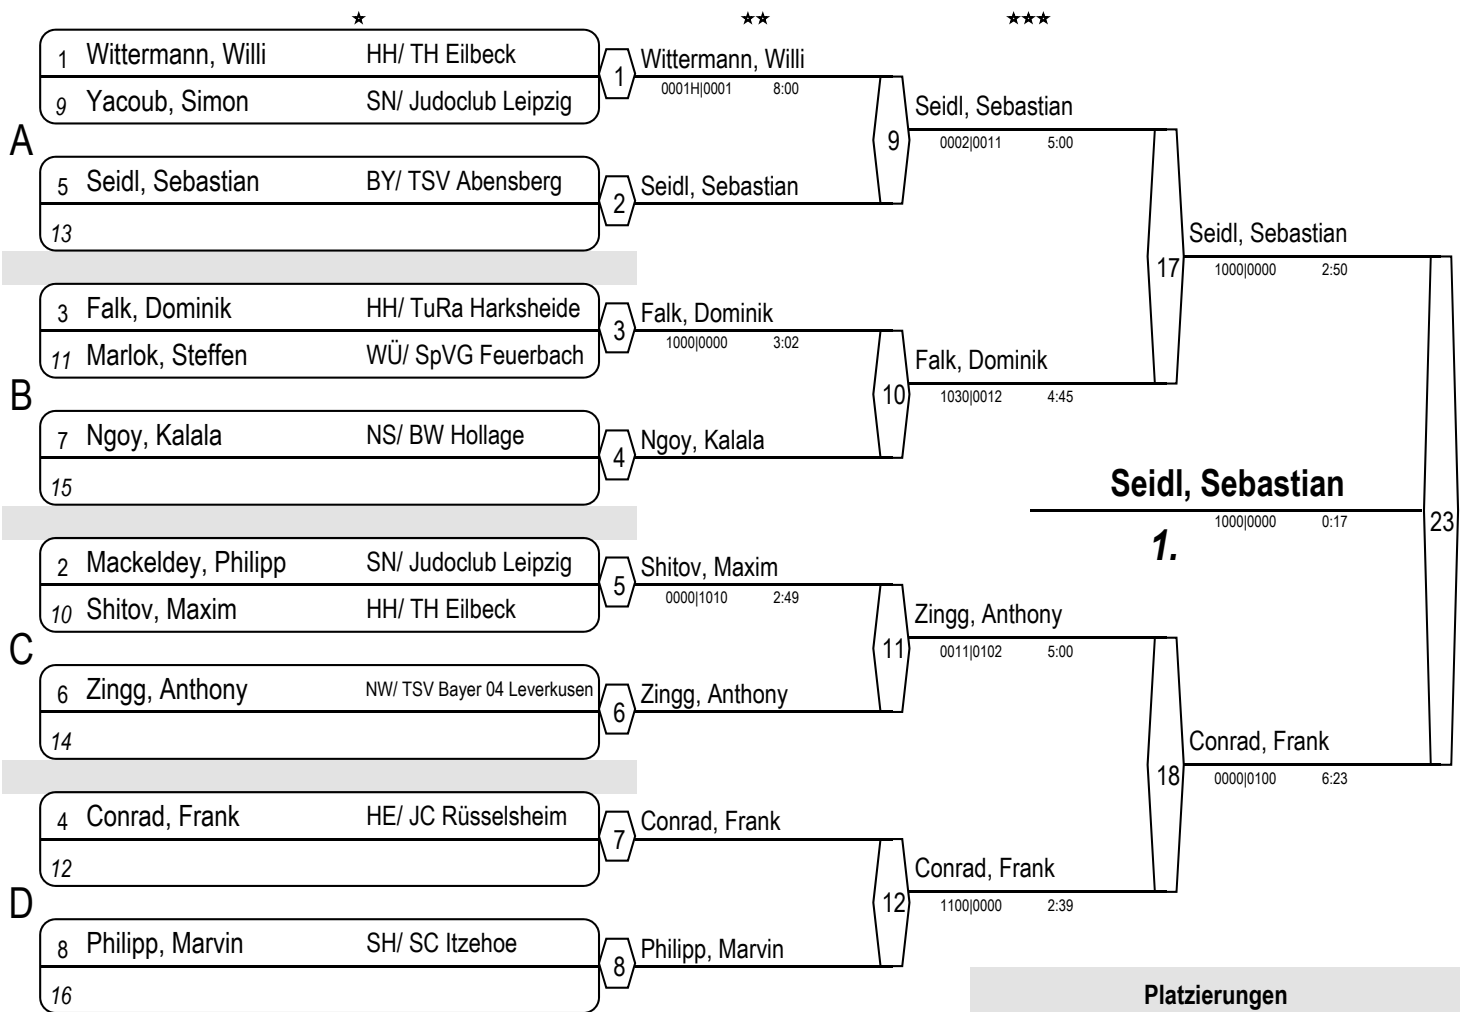 ★ ★★ ★★★
A
1 Wittermann, Willi HH/ TH Eilbeck
9 Yacoub, Simon SN/ Judoclub Leipzig
5 Seidl, Sebastian BY/ TSV Abensberg
13
B
3 Falk, Dominik HH/ TuRa Harksheide
11 Marlok, Steffen WÜ/ SpVG Feuerbach
7 Ngoy, Kalala NS/ BW Hollage
15
C
2 Mackeldey, Philipp SN/ Judoclub Leipzig
10 Shitov, Maxim HH/ TH Eilbeck
6 Zingg, Anthony NW/ TSV Bayer 04 Leverkusen
14
D
4 Conrad, Frank HE/ JC Rüsselsheim
12
8 Philipp, Marvin SH/ SC Itzehoe
16
1 Wittermann, Willi
0001H|0001 8:00
2 Seidl, Sebastian
3 Falk, Dominik
1000|0000 3:02
4 Ngoy, Kalala
5 Shitov, Maxim
0000|1010 2:49
6 Zingg, Anthony
7 Conrad, Frank
8 Philipp, Marvin
9 Seidl, Sebastian
0002|0011 5:00
10 Falk, Dominik
1030|0012 4:45
11 Zingg, Anthony
0011|0102 5:00
12 Conrad, Frank
1100|0000 2:39
17 Seidl, Sebastian
1000|0000 2:50
18 Conrad, Frank
0000|0100 6:23
23
Seidl, Sebastian
1000|0000 0:17
1.
Platzierungen